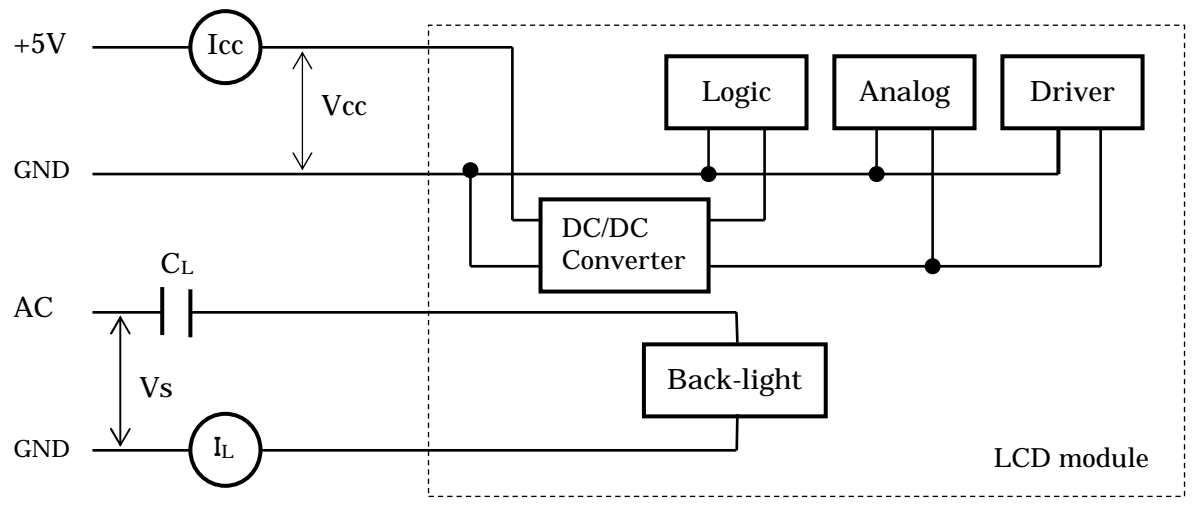 +5V
Icc
Vcc
Logic
Analog
Driver
GND
DC/DC
Converter
CL
AC
Vs
Back-light
GND
IL
LCD module